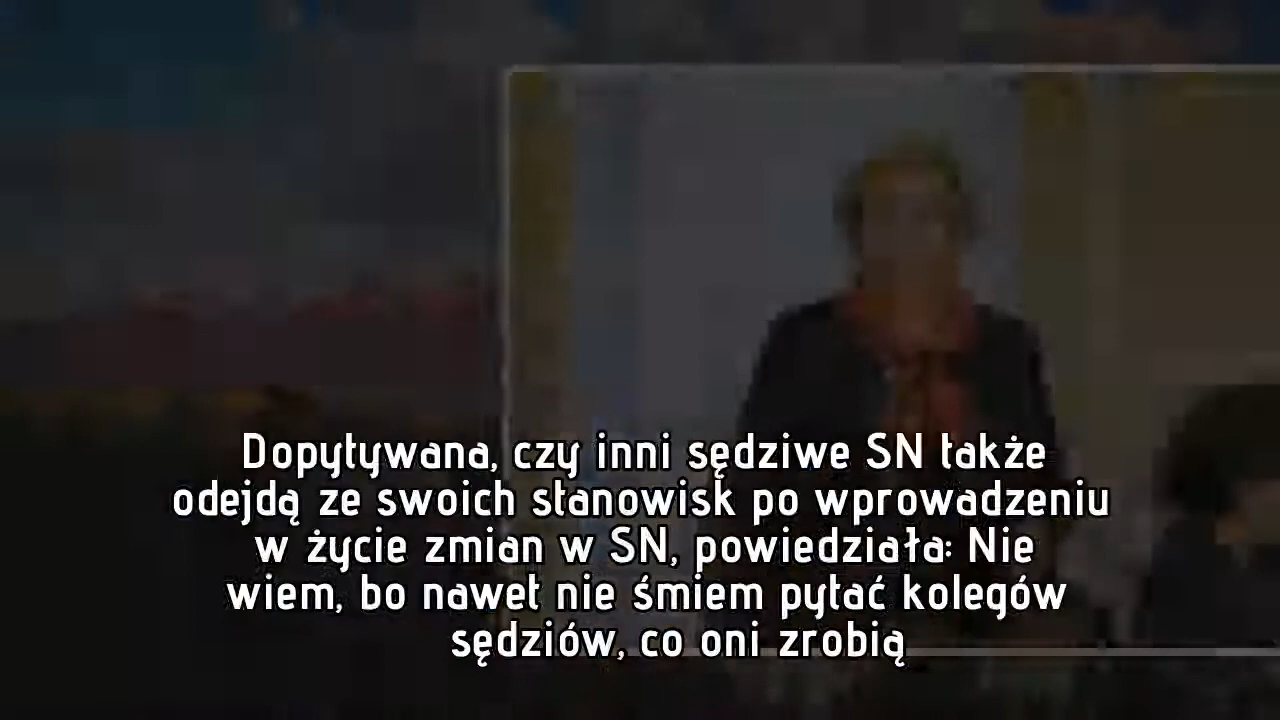 Dopytywana, czy inni sędziwe SN także
odejdą ze swoich stanowisk po wprowadzeniu
w życie zmian w SN, powiedziała: Nie
wiem, bo nawet nie śmiem pytać kolegów
sędziów, co oni zrobią